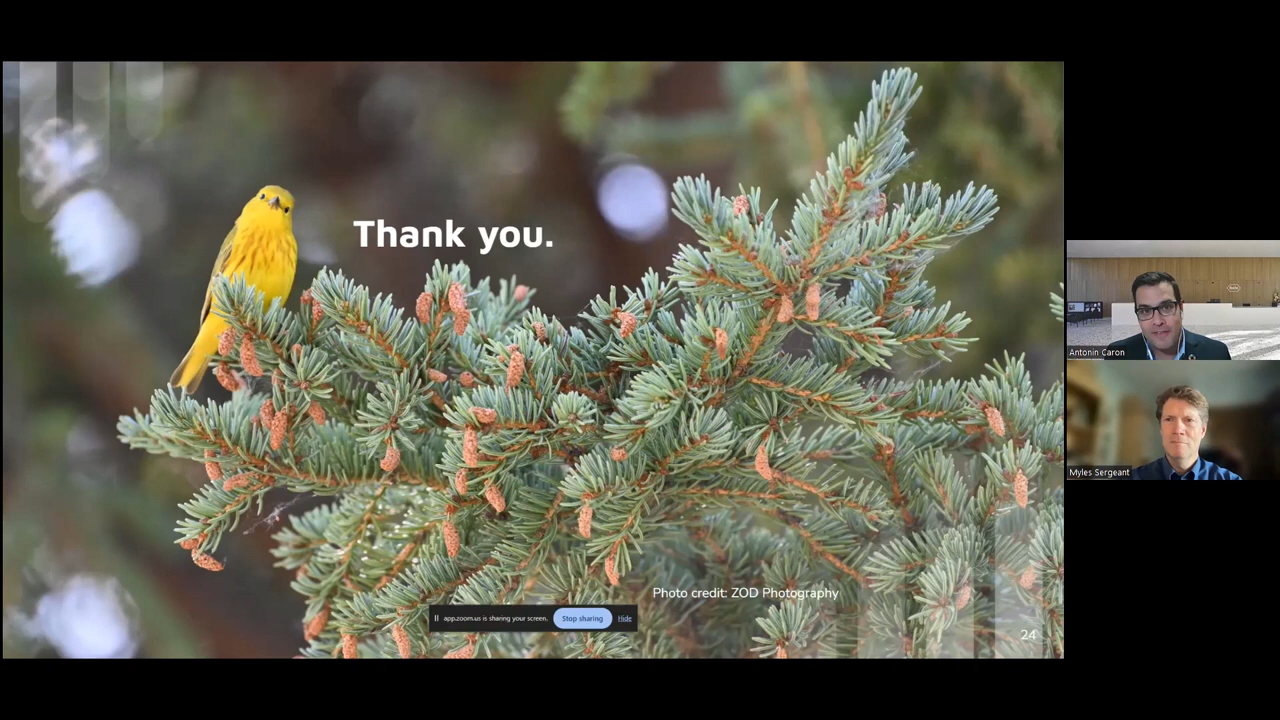 Thank you.
Photo credit: ZOD Photography
app.zoom.us is sharing your screen.
Stop sharing
Hide
24
Antonin Caron
Myles Sergeant